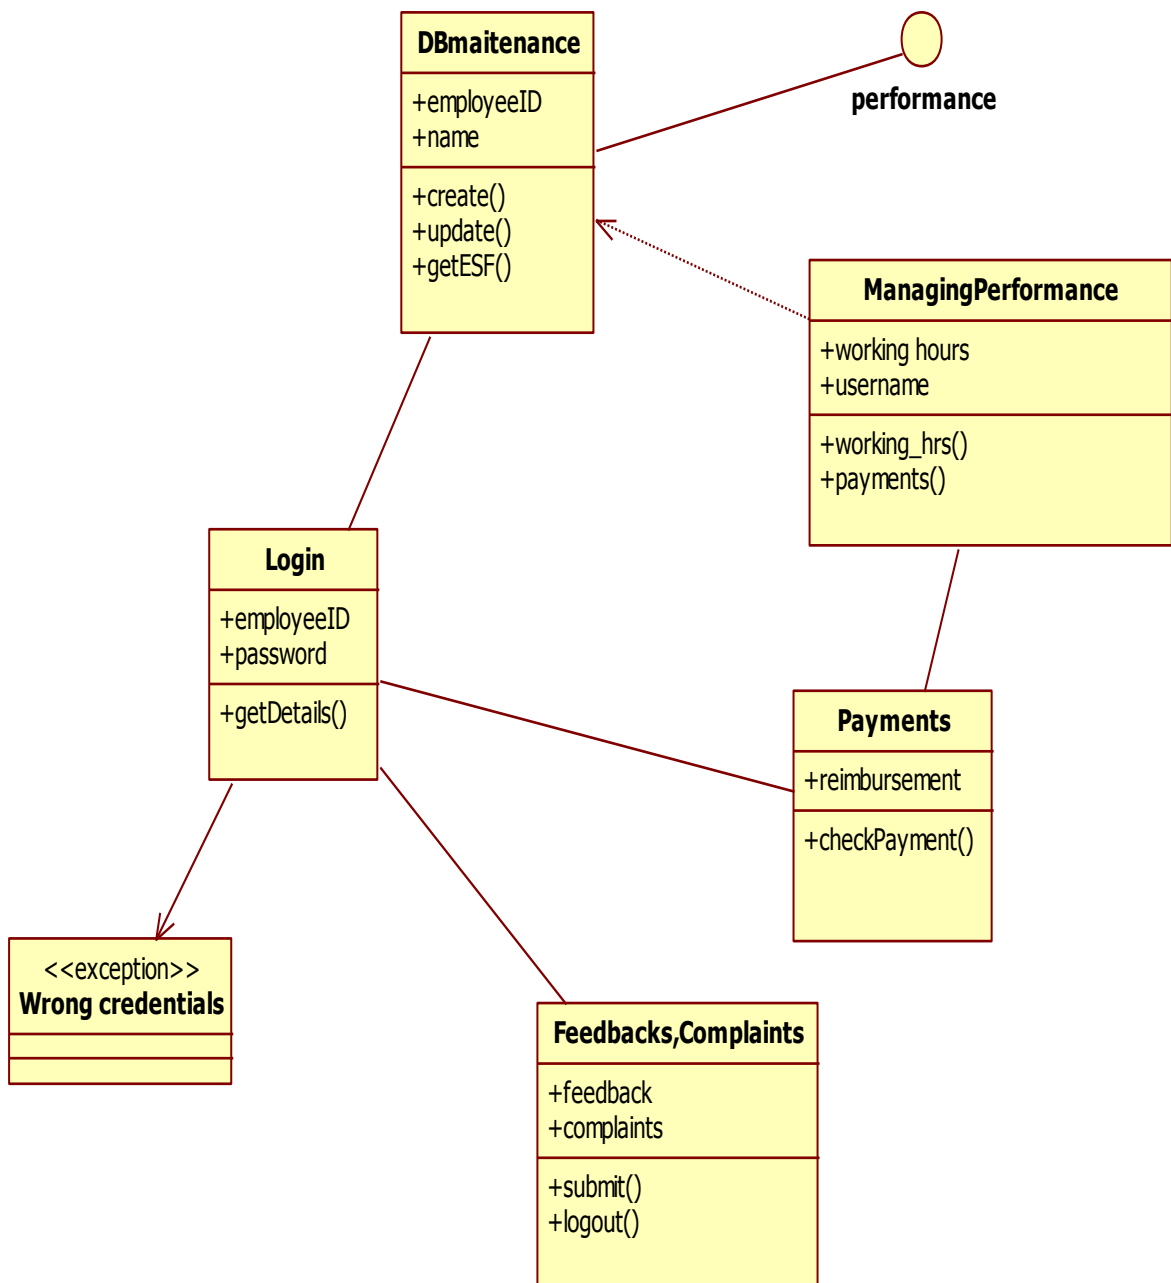 DBmaitenance
+employeeID
+name
+create()
+update()
+getESF()
performance
ManagingPerformance
+working hours
+username
+working_hrs()
+payments()
Login
+employeeID
+password
+getDetails()
Payments
+reimbursement
+checkPayment()
<<exception>>
Wrong credentials
Feedbacks,Complaints
+feedback
+complaints
+submit()
+logout()